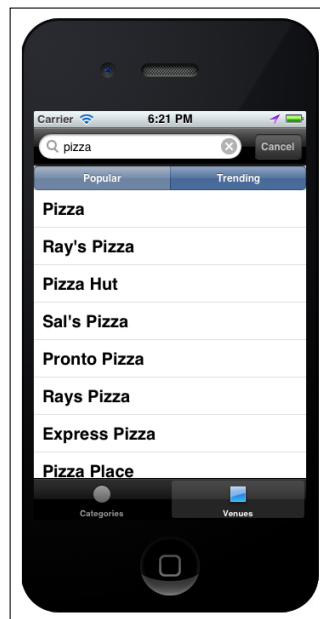 Carrier 6:21 PM
pizza Cancel
Popular Trending
Pizza
Ray's Pizza
Pizza Hut
Sal's Pizza
Pronto Pizza
Rays Pizza
Express Pizza
Pizza Place
Categories Venues